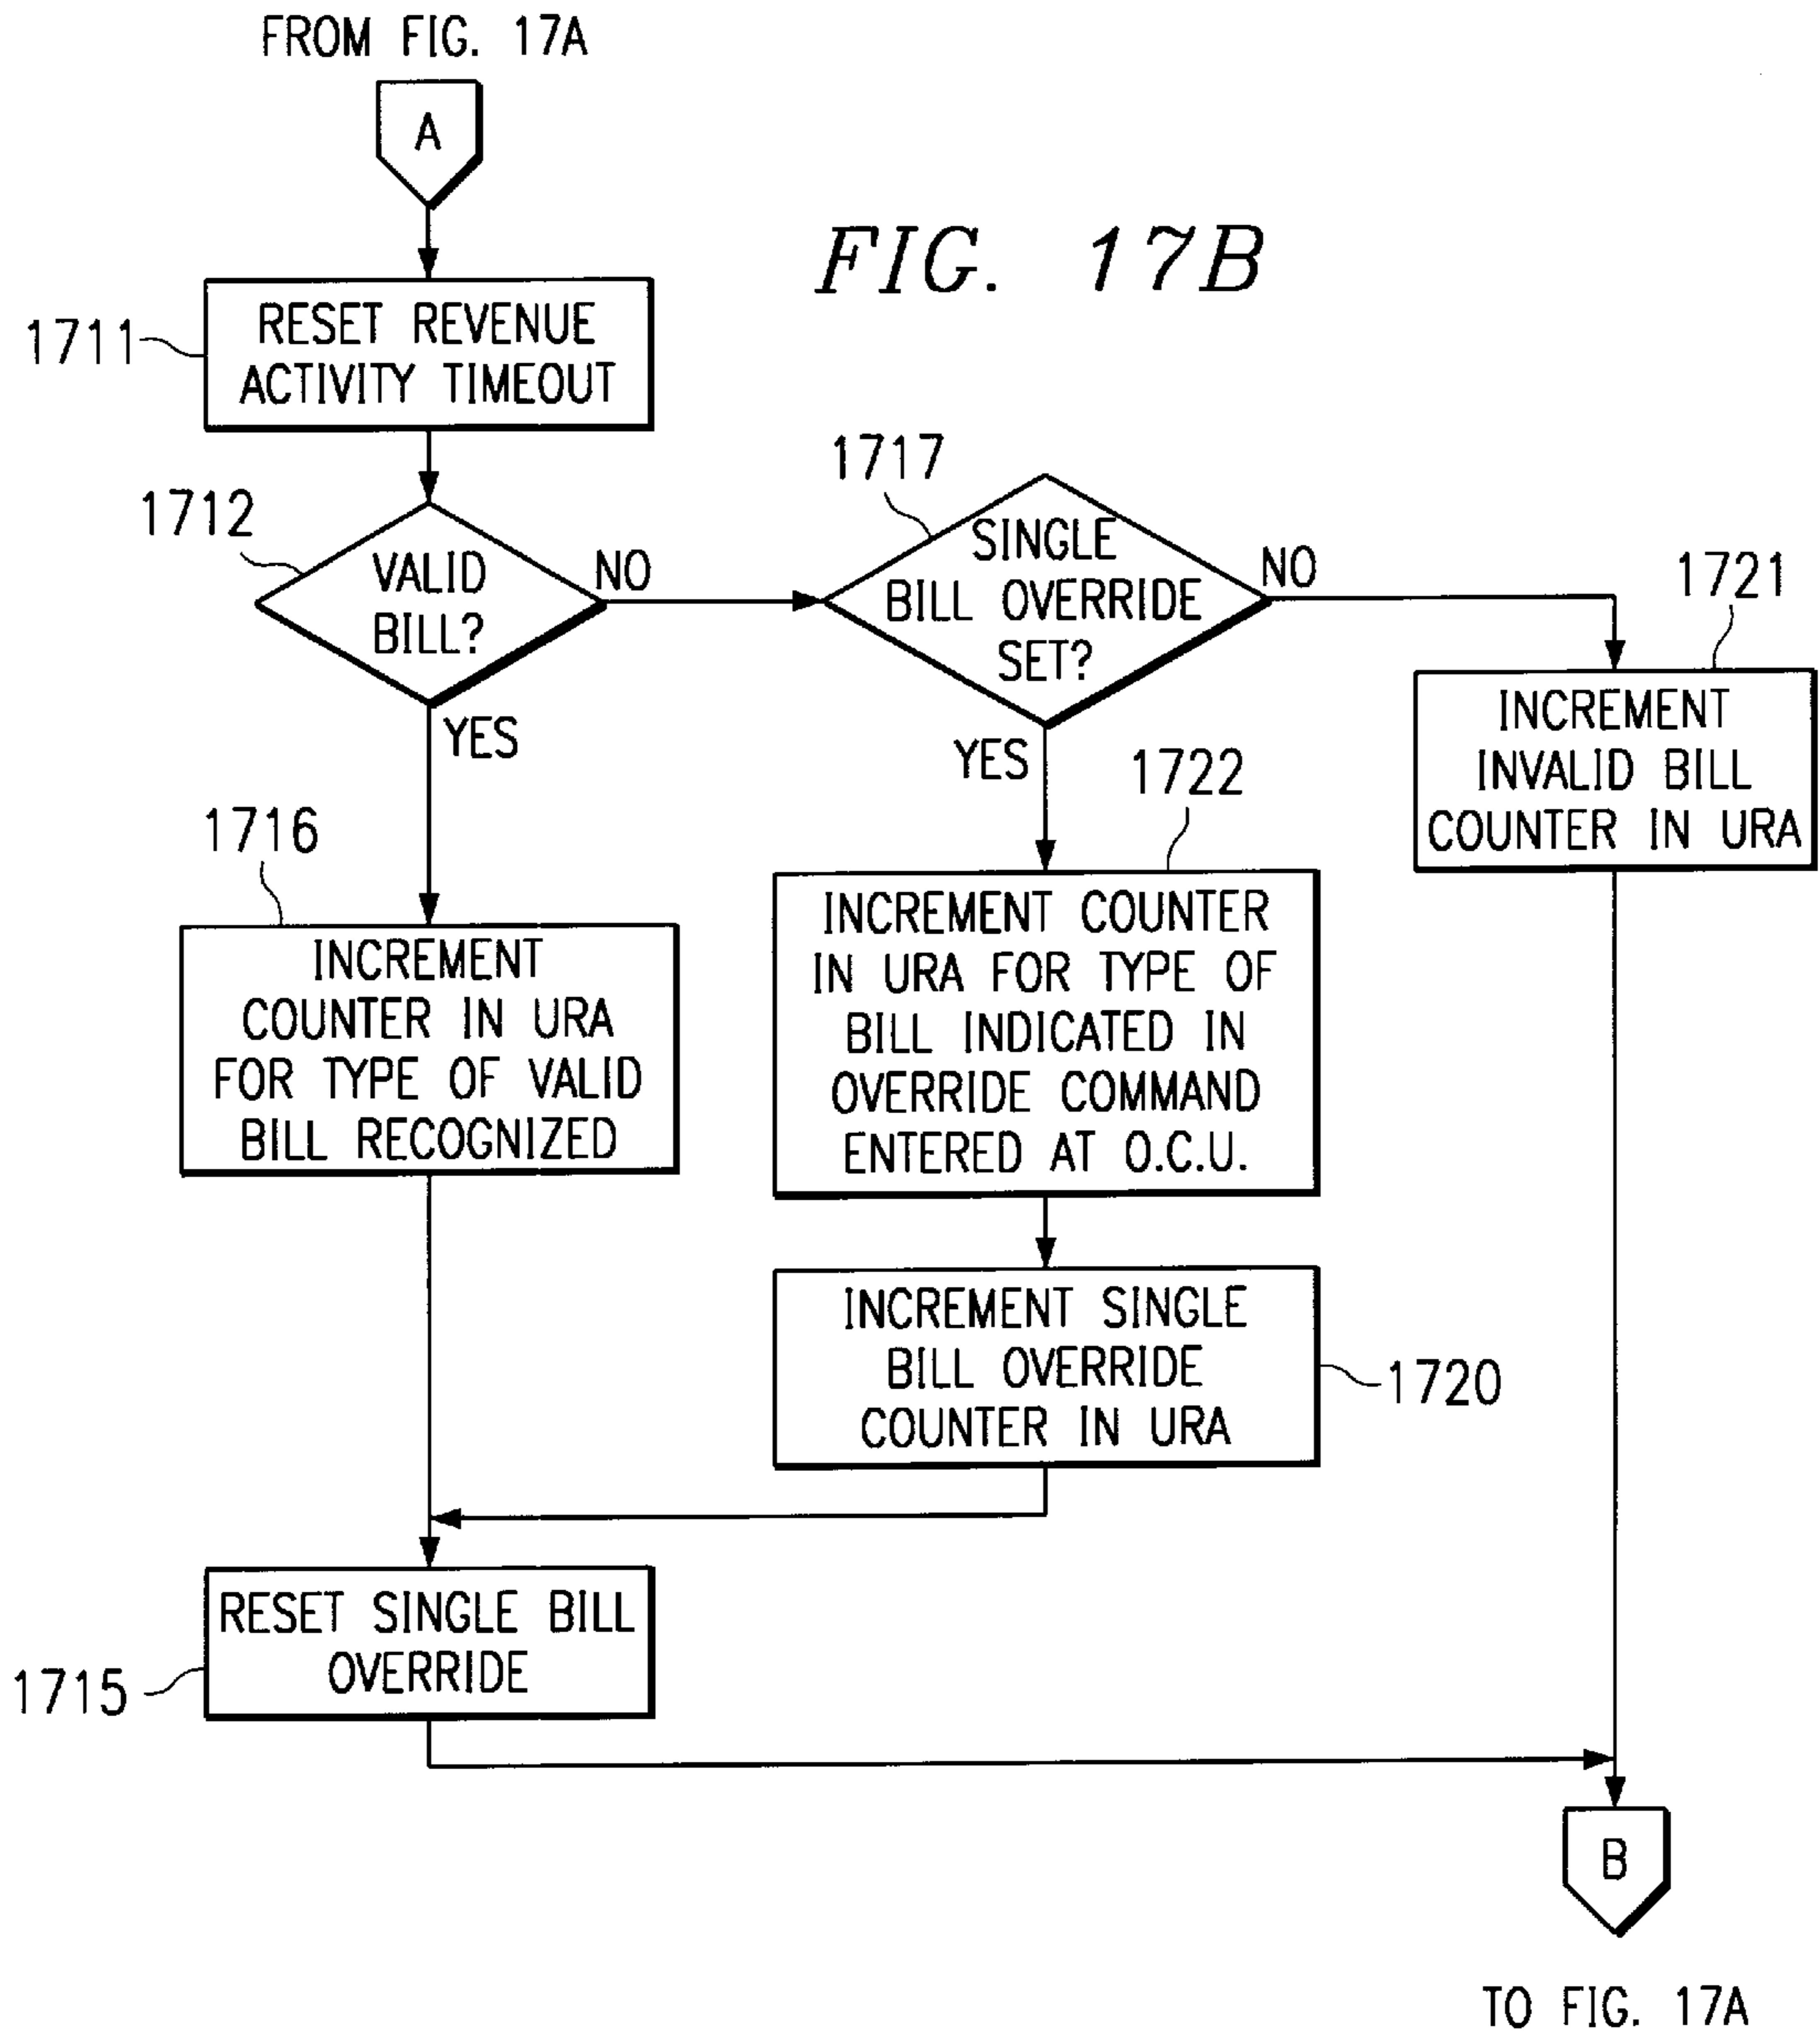 FROM FIG. 17A
A
FIG. 17B
1711
RESET REVENUE
ACTIVITY TIMEOUT
1712
VALID
BILL?
NO
YES
1717
SINGLE
BILL OVERRIDE
SET?
NO
YES
1721
INCREMENT
INVALID BILL
COUNTER IN URA
1716
INCREMENT
COUNTER IN URA
FOR TYPE OF VALID
BILL RECOGNIZED
1722
INCREMENT COUNTER
IN URA FOR TYPE OF
BILL INDICATED IN
OVERRIDE COMMAND
ENTERED AT O.C.U.
INCREMENT SINGLE
BILL OVERRIDE
COUNTER IN URA
1720
RESET SINGLE BILL
OVERRIDE
1715
B
TO FIG. 17A